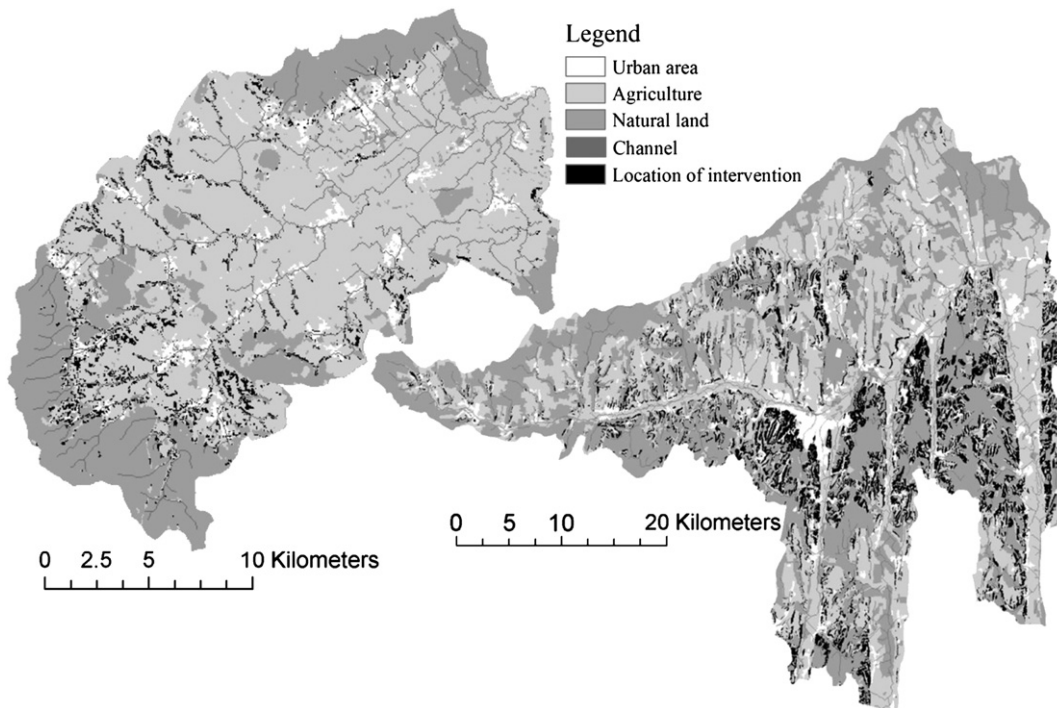 Legend
Urban area
Agriculture
Natural land
Channel
Location of intervention
0 2.5 5 10 Kilometers
0 5 10 20 Kilometers